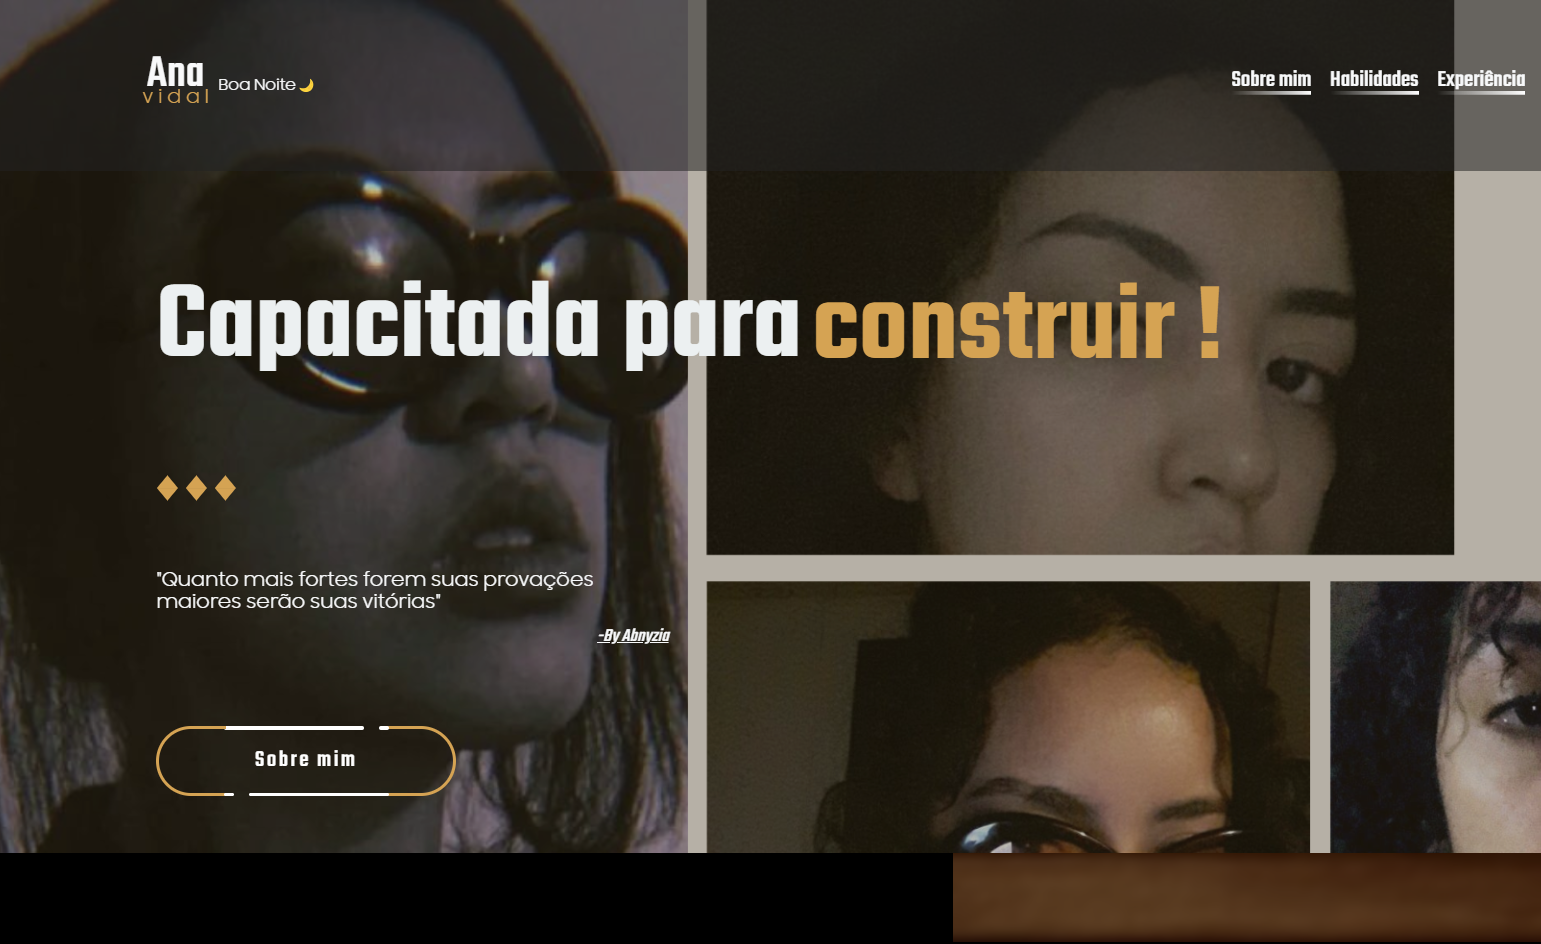 Ana
vidal
Boa Noite 🌙
Sobre mim
Habilidades
Experiência
Capacitada para construir !
"Quanto mais fortes forem suas provações
maiores serão suas vitórias"
-By Abnyzia
Sobre mim